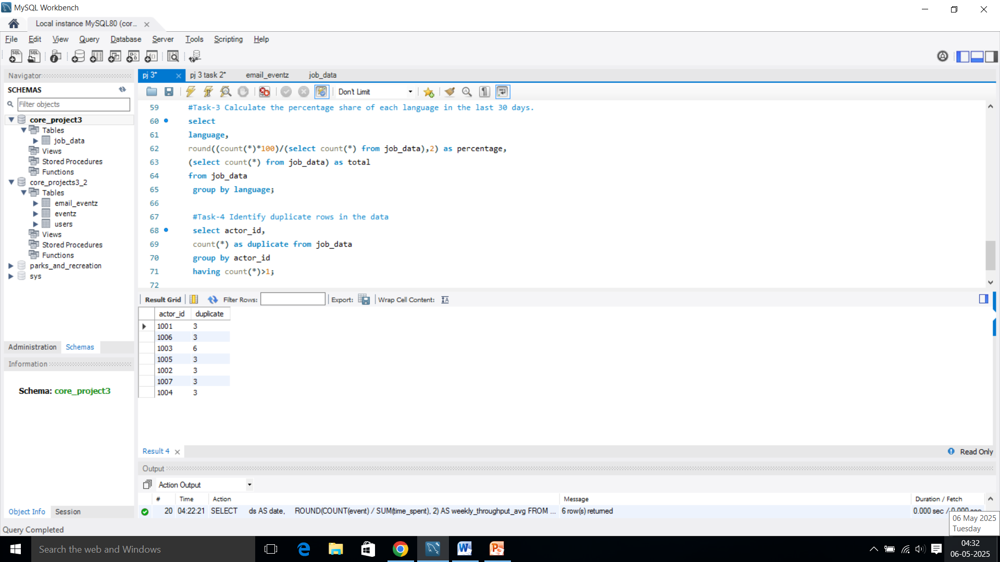 MySQL Workbench
Local instance MySQL80 (cor...
File Edit View Query Database Server Tools Scripting Help
Navigator
SCHEMAS
Filter objects
core_project3
Tables
job_data
Views
Stored Procedures
Functions
core_projects3_2
Tables
email_eventz
eventz
users
Views
Stored Procedures
Functions
parks_and_recreation
sys
Administration Schemas
Information
Schema: core_project3
Object Info Session
pj 3* pj 3 task 2* email_eventz job_data
Don't Limit
59 #Task-3 Calculate the percentage share of each language in the last 30 days.
60 select
61 language,
62 round((count(*)*100)/(select count(*) from job_data),2) as percentage,
63 (select count(*) from job_data) as total
64 from job_data
65 group by language;
66
67 #Task-4 Identify duplicate rows in the data
68 select actor_id,
69 count(*) as duplicate from job_data
70 group by actor_id
71 having count(*)>1;
72
Result Grid Filter Rows: Export: Wrap Cell Content:
actor_id duplicate
1001 3
1006 3
1003 6
1005 3
1002 3
1007 3
1004 3
Result 4 Read Only
Output
Action Output
# Time Action Message Duration / Fetch
20 04:22:21 SELECT ds AS date, ROUND(COUNT(event) / SUM(time_spent), 2) AS weekly_throughput_avg FROM ... 6 row(s) returned 0.000 sec / 0.000 sec
06 May 2025
Tuesday
Query Completed
Search the web and Windows
04:32
06-05-2025